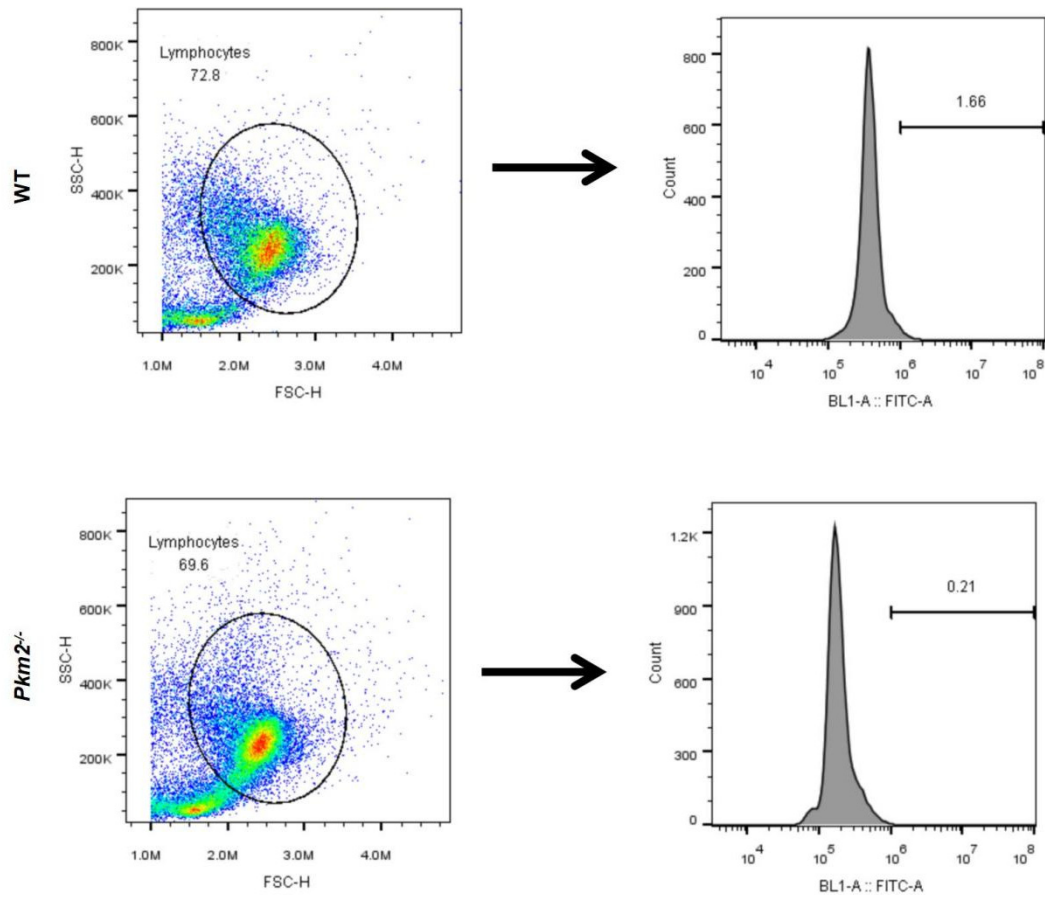 WT
SSC-H
800K
600K
400K
200K
Lymphocytes
72.8
1.0M 2.0M 3.0M 4.0M
FSC-H
Count
800
600
400
200
0
1.66
10^4 10^5 10^6 10^7 10^8
BL1-A :: FITC-A
Pkm2-/-
SSC-H
800K
600K
400K
200K
Lymphocytes
69.6
1.0M 2.0M 3.0M 4.0M
FSC-H
Count
1.2K
900
600
300
0
0.21
10^4 10^5 10^6 10^7 10^8
BL1-A :: FITC-A